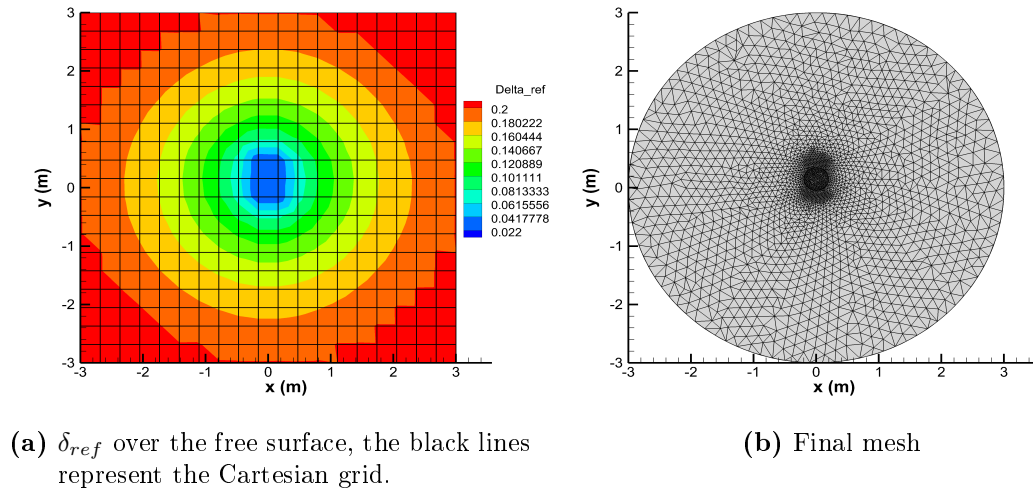 3
2
1
0
-1
-2
-3
y (m)
-3 -2 -1 0 1 2 3
x (m)
Delta_ref
0.2
0.180222
0.160444
0.140667
0.120889
0.101111
0.0813333
0.0615556
0.0417778
0.022
3
2
1
0
-1
-2
-3
y (m)
-3 -2 -1 0 1 2 3
x (m)
(a) δref over the free surface, the black lines
represent the Cartesian grid.
(b) Final mesh